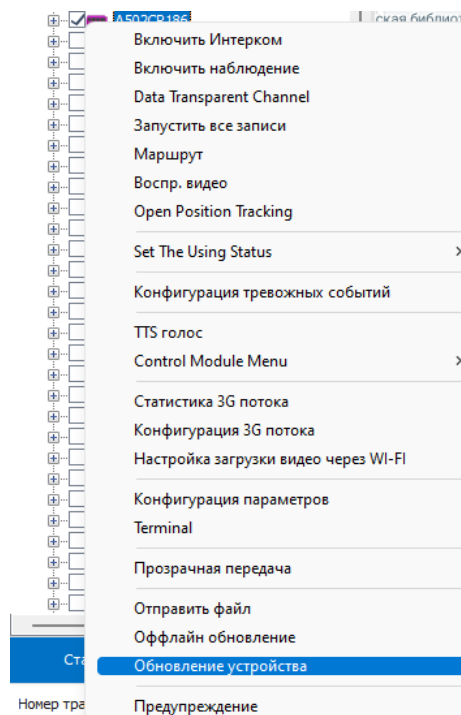 А502СР186
ская библиот
Включить Интерком
Включить наблюдение
Data Transparent Channel
Запустить все записи
Маршрут
Воспр. видео
Open Position Tracking
Set The Using Status
Конфигурация тревожных событий
TTS голос
Control Module Menu
Статистика 3G потока
Конфигурация 3G потока
Настройка загрузки видео через WI-FI
Конфигурация параметров
Terminal
Прозрачная передача
Отправить файл
Оффлайн обновление
Ста
Обновление устройства
Номер тра
Предупреждение